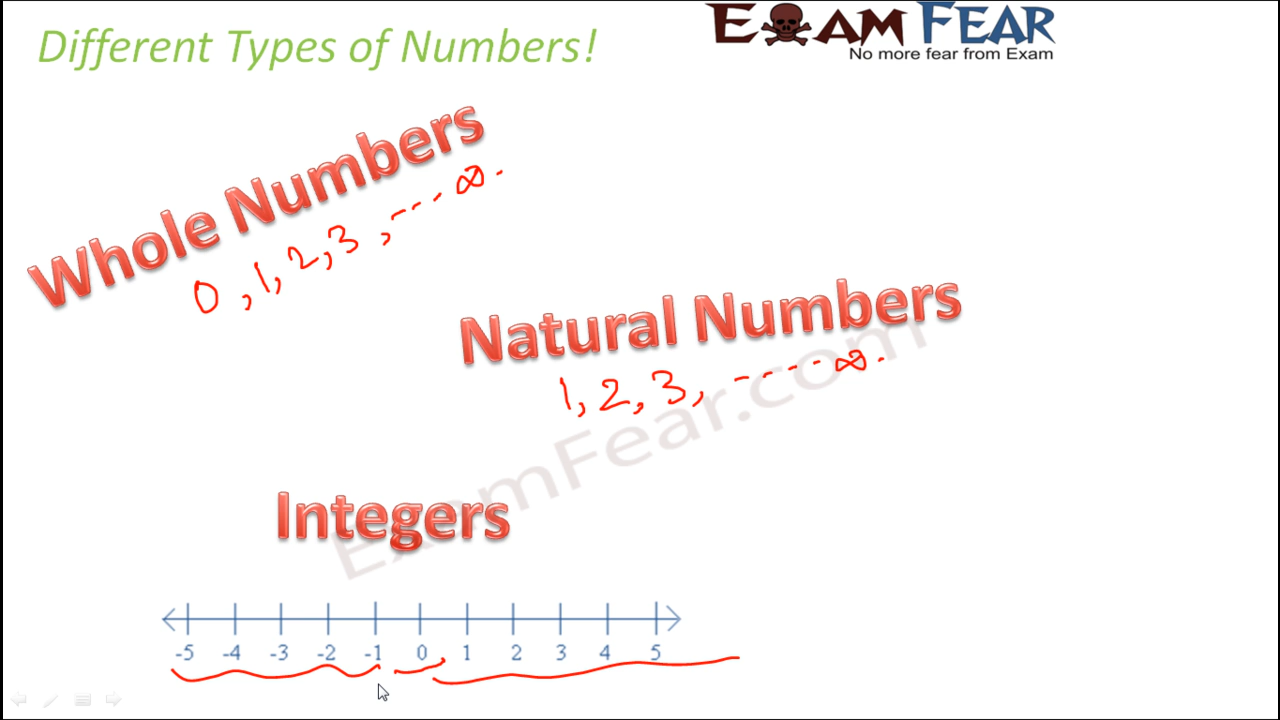 Different Types of Numbers!
EXAM FEAR
No more fear from Exam
Whole Numbers
0, 1, 2, 3, --- ∞.
Natural Numbers
1, 2, 3, ---- ∞.
ExamFear.com
Integers
-5 -4 -3 -2 -1 0 1 2 3 4 5